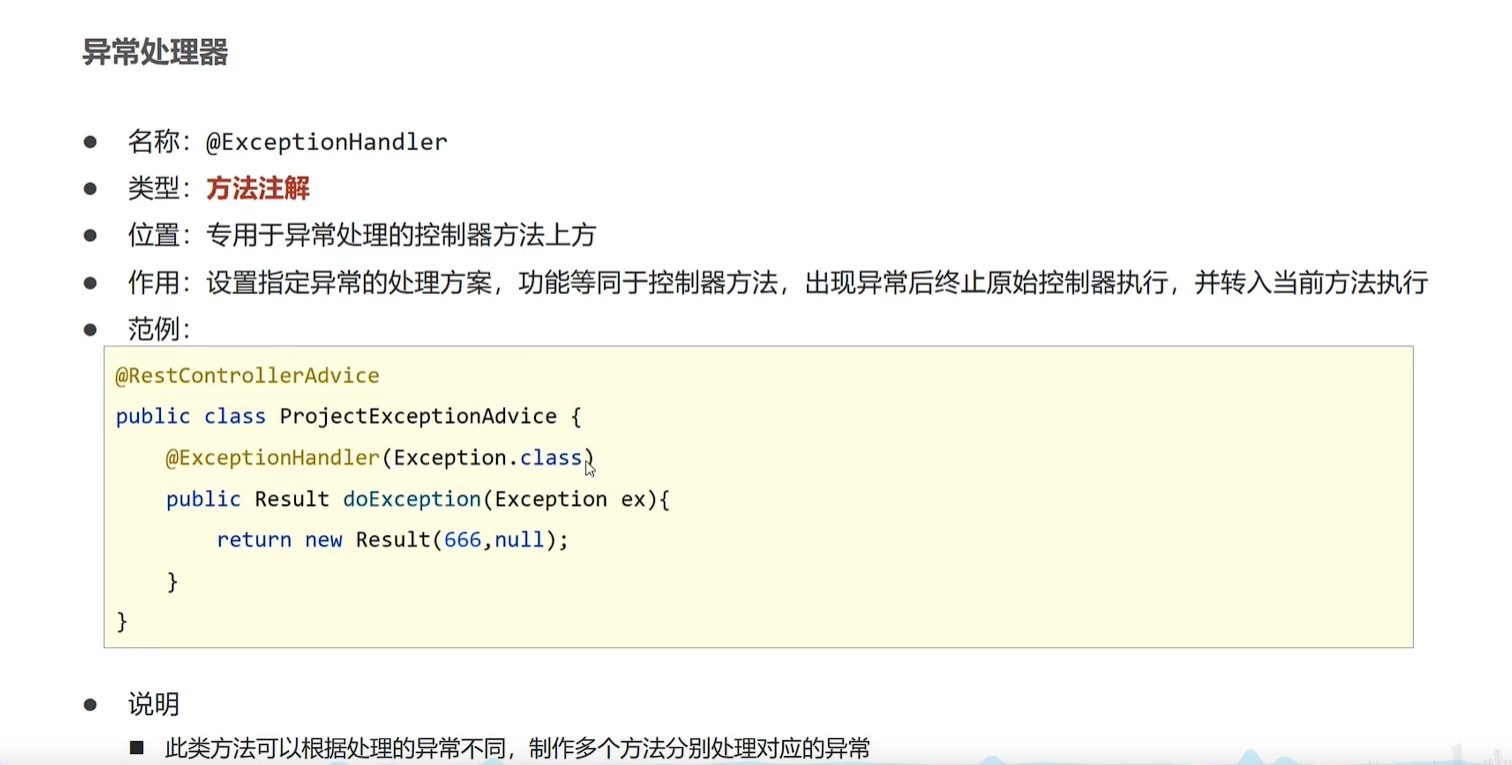 异常处理器
● 名称：@ExceptionHandler
● 类型：方法注解
● 位置：专用于异常处理的控制器方法上方
● 作用：设置指定异常的处理方案，功能等同于控制器方法，出现异常后终止原始控制器执行，并转入当前方法执行
● 范例：
@RestControllerAdvice
public class ProjectExceptionAdvice {
    @ExceptionHandler(Exception.class)
    public Result doException(Exception ex){
        return new Result(666,null);
    }
}
● 说明
■ 此类方法可以根据处理的异常不同，制作多个方法分别处理对应的异常